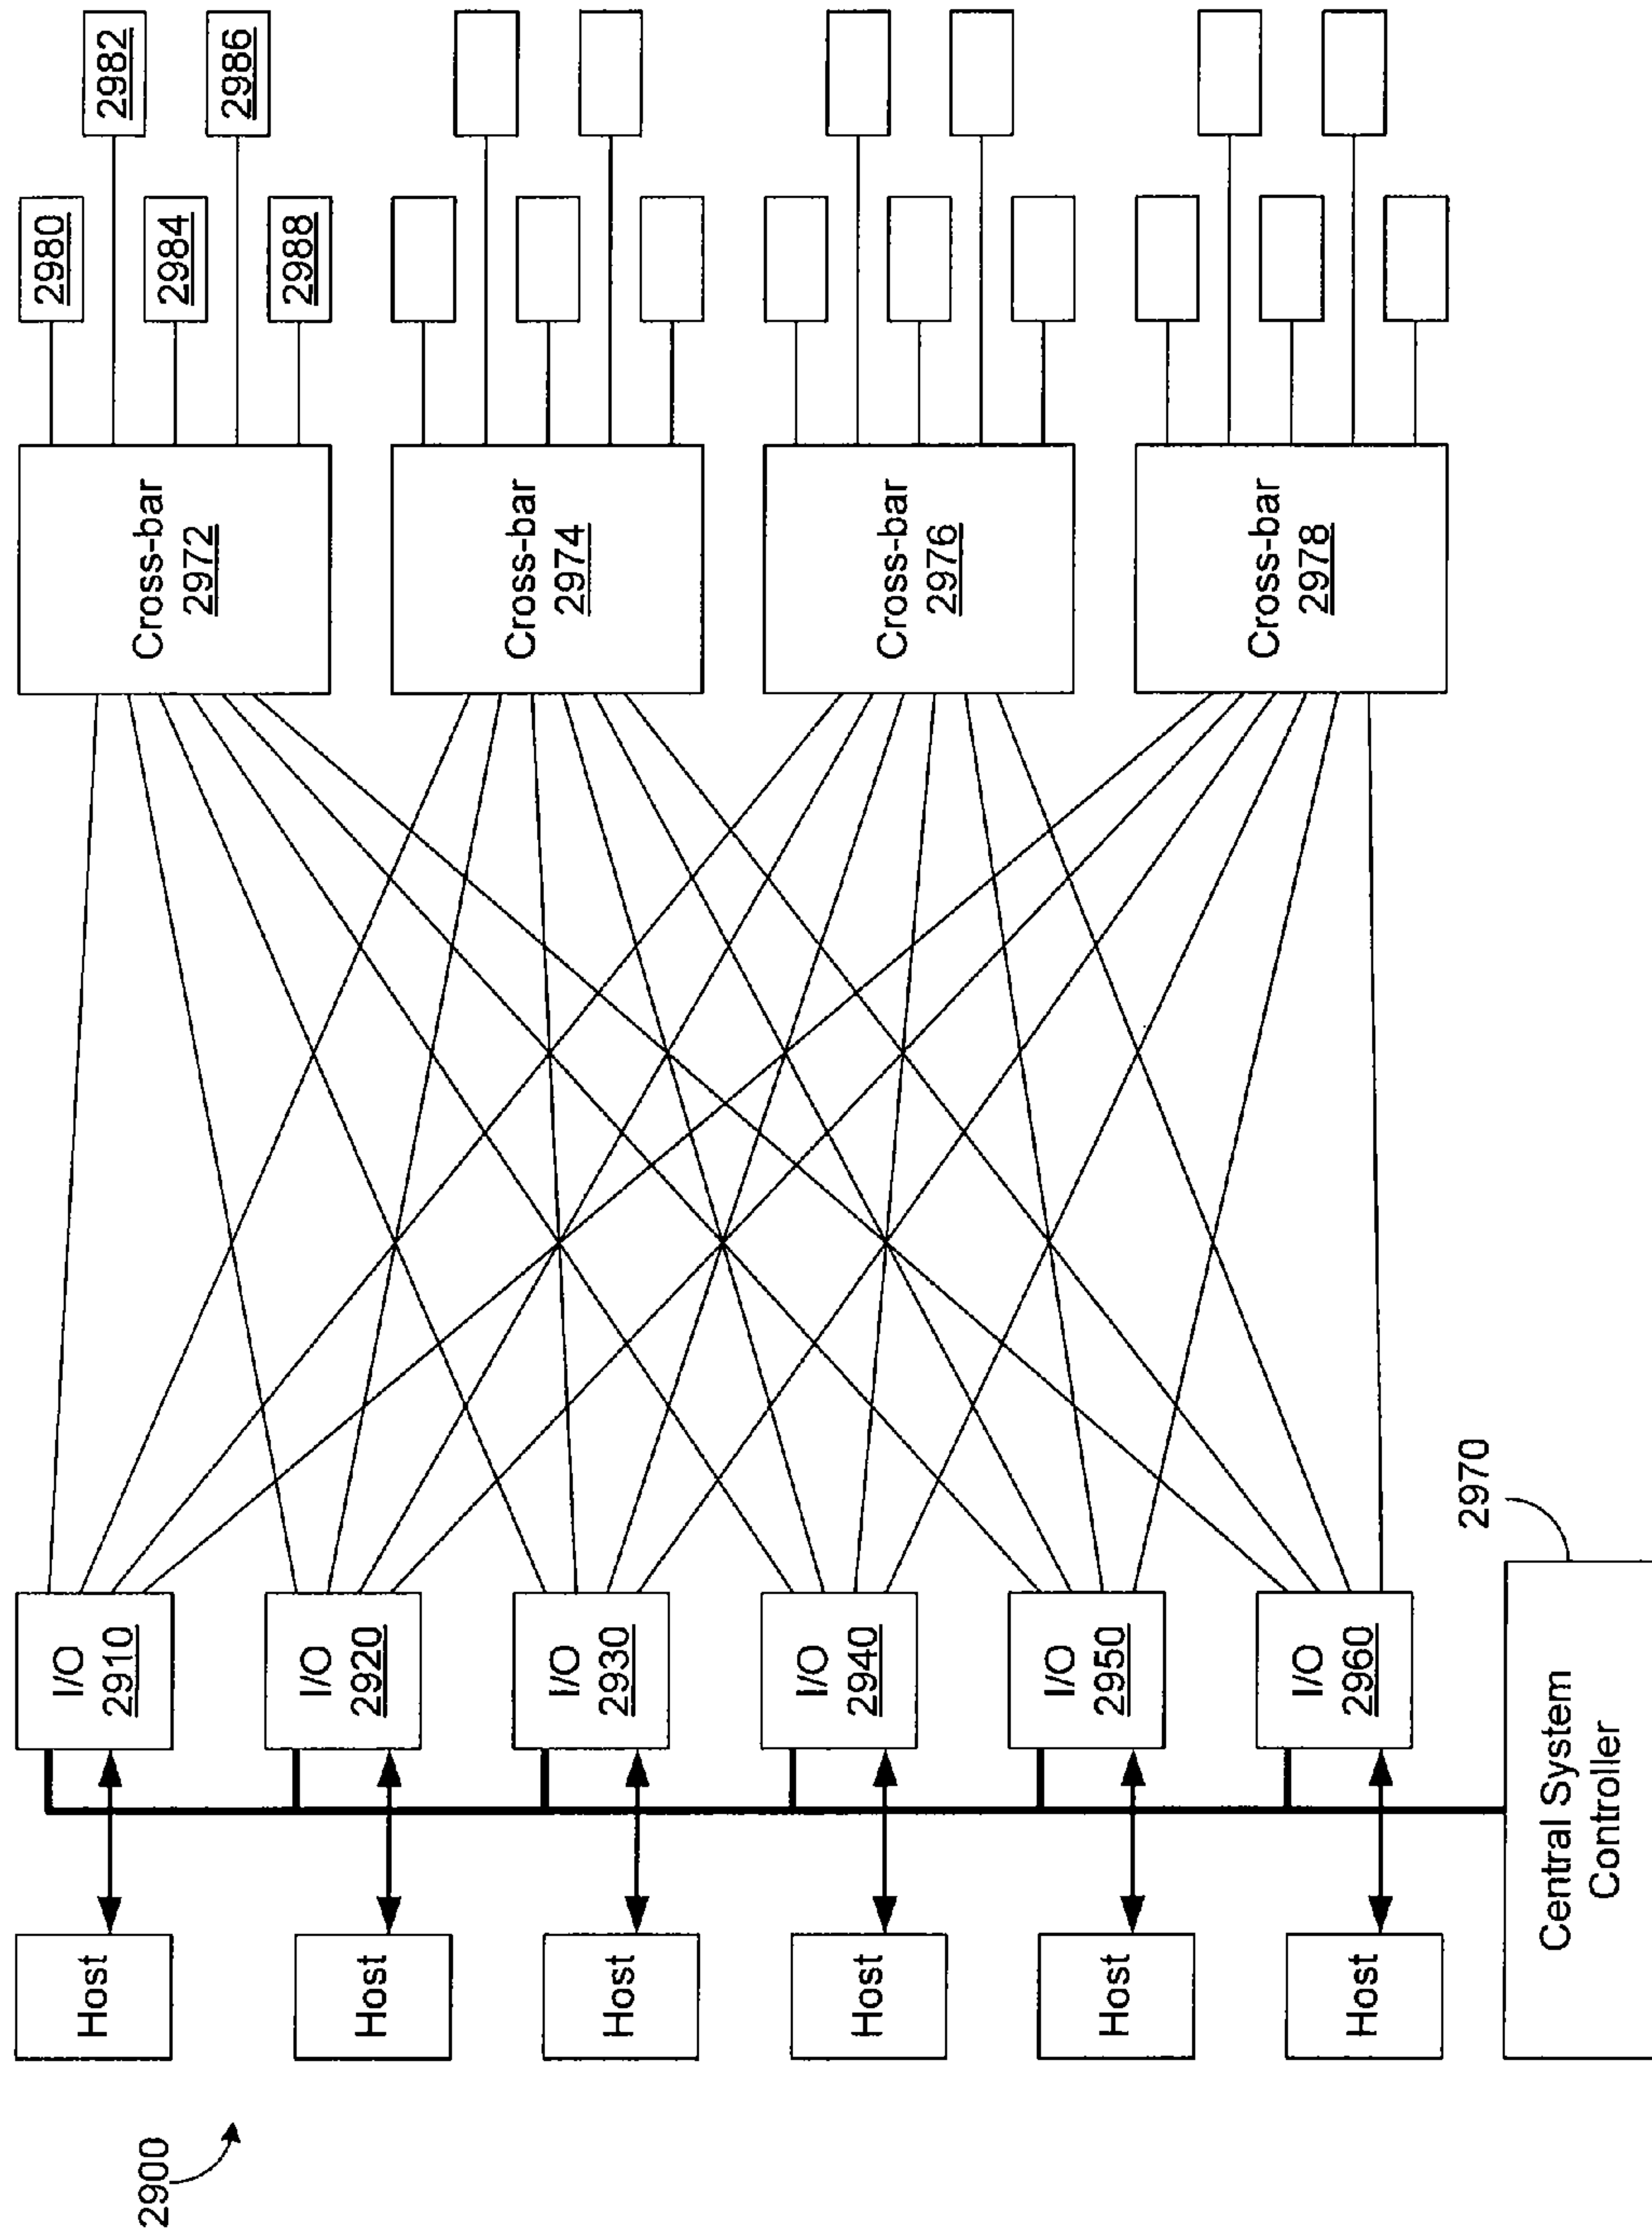 2900
Host
Host
Host
Host
Host
Host
Central System
Controller
2970
I/O
2910
I/O
2920
I/O
2930
I/O
2940
I/O
2950
I/O
2960
Cross-bar
2972
Cross-bar
2974
Cross-bar
2976
Cross-bar
2978
2980
2982
2984
2986
2988